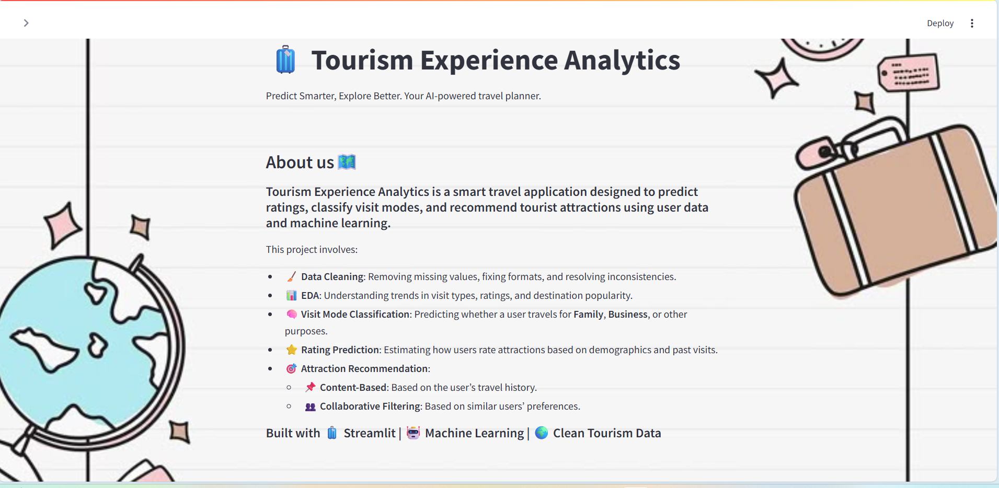 Deploy
🧳 Tourism Experience Analytics
Predict Smarter, Explore Better. Your AI-powered travel planner.
About us 🗺️
Tourism Experience Analytics is a smart travel application designed to predict
ratings, classify visit modes, and recommend tourist attractions using user data
and machine learning.
This project involves:
• 🧹 Data Cleaning: Removing missing values, fixing formats, and resolving inconsistencies.
• 📊 EDA: Understanding trends in visit types, ratings, and destination popularity.
• 🧠 Visit Mode Classification: Predicting whether a user travels for Family, Business, or other
purposes.
• ⭐ Rating Prediction: Estimating how users rate attractions based on demographics and past visits.
• 🎯 Attraction Recommendation:
○ 📌 Content-Based: Based on the user’s travel history.
○ 👥 Collaborative Filtering: Based on similar users’ preferences.
Built with 🧳 Streamlit | 🤖 Machine Learning | 🌍 Clean Tourism Data